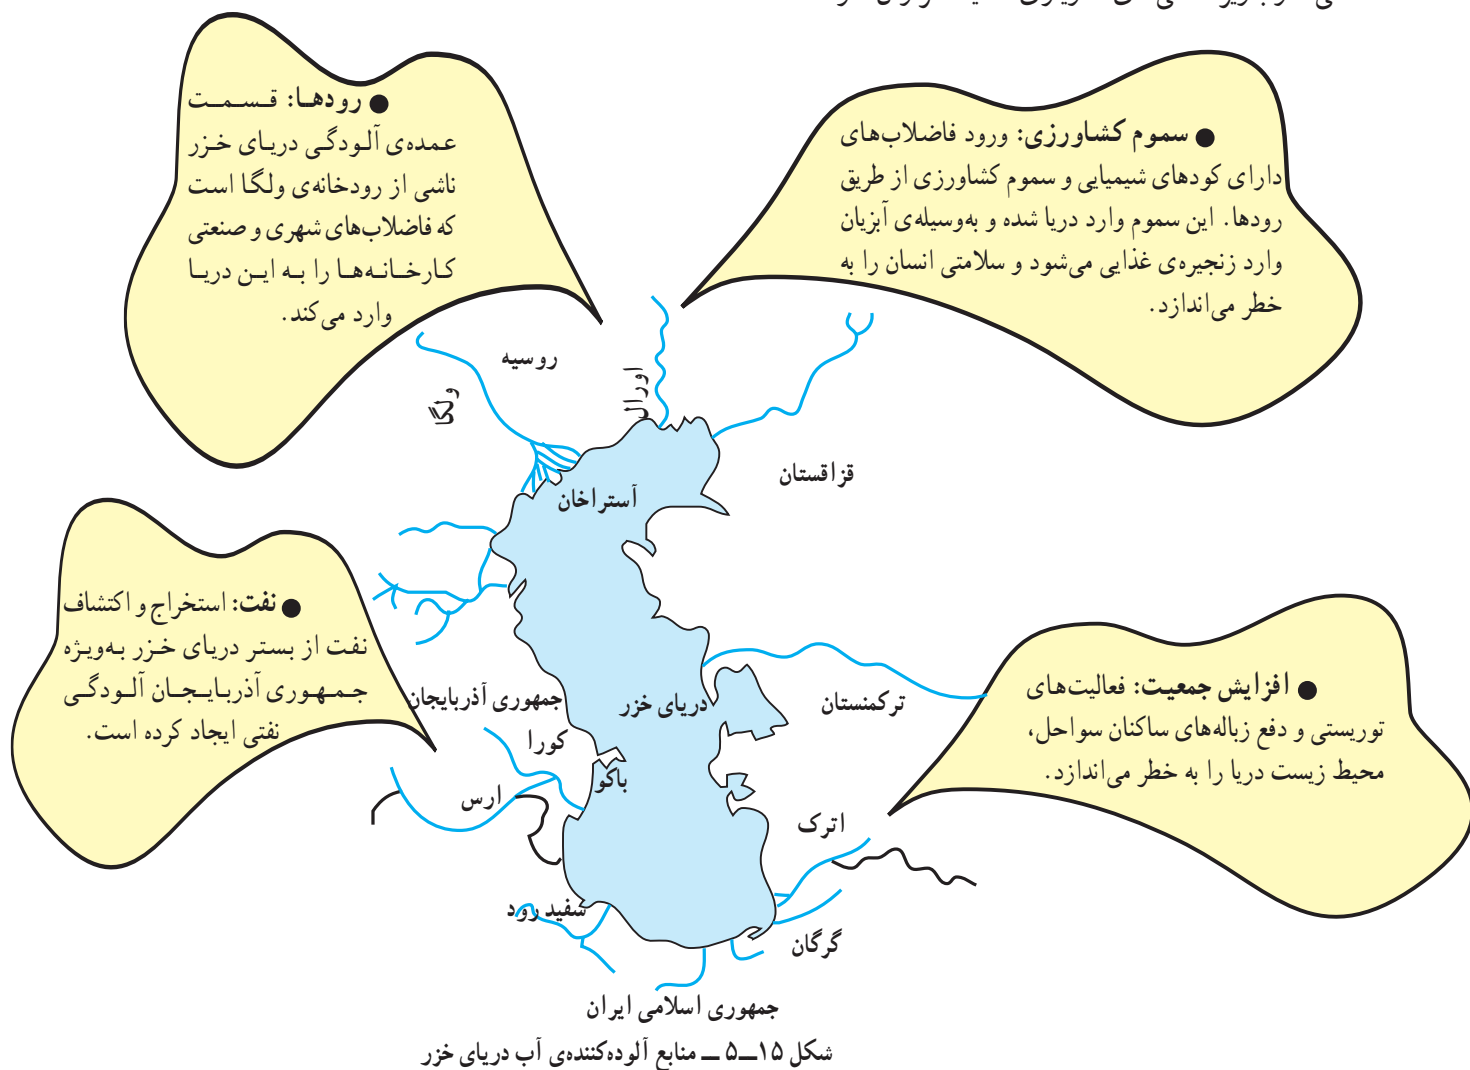 ● رودها: قسمت
عمده‌ی آلودگی دریای خزر
ناشی از رودخانه‌ی ولگا است
که فاضلاب‌های شهری و صنعتی
کارخانه‌ها را به این دریا
وارد می‌کند.
● سموم کشاورزی: ورود فاضلاب‌های
دارای کودهای شیمیایی و سموم کشاورزی از طریق
رودها. این سموم وارد دریا شده و به‌وسیله‌ی آبزیان
وارد زنجیره‌ی غذایی می‌شود و سلامتی انسان را به
خطر می‌اندازد.
روسیه
اورال
ولگا
قزاقستان
آستراخان
● نفت: استخراج و اکتشاف
نفت از بستر دریای خزر به‌ویژه
جمهوری آذربایجان آلودگی
نفتی ایجاد کرده است.
● افزایش جمعیت: فعالیت‌های
توریستی و دفع زباله‌های ساکنان سواحل،
محیط زیست دریا را به خطر می‌اندازد.
جمهوری آذربایجان
دریای خزر
ترکمنستان
کورا
باکو
ارس
اترک
سفید رود
گرگان
جمهوری اسلامی ایران
شکل ۱۵ــ۵ ــ منابع آلوده‌کننده‌ی آب دریای خزر